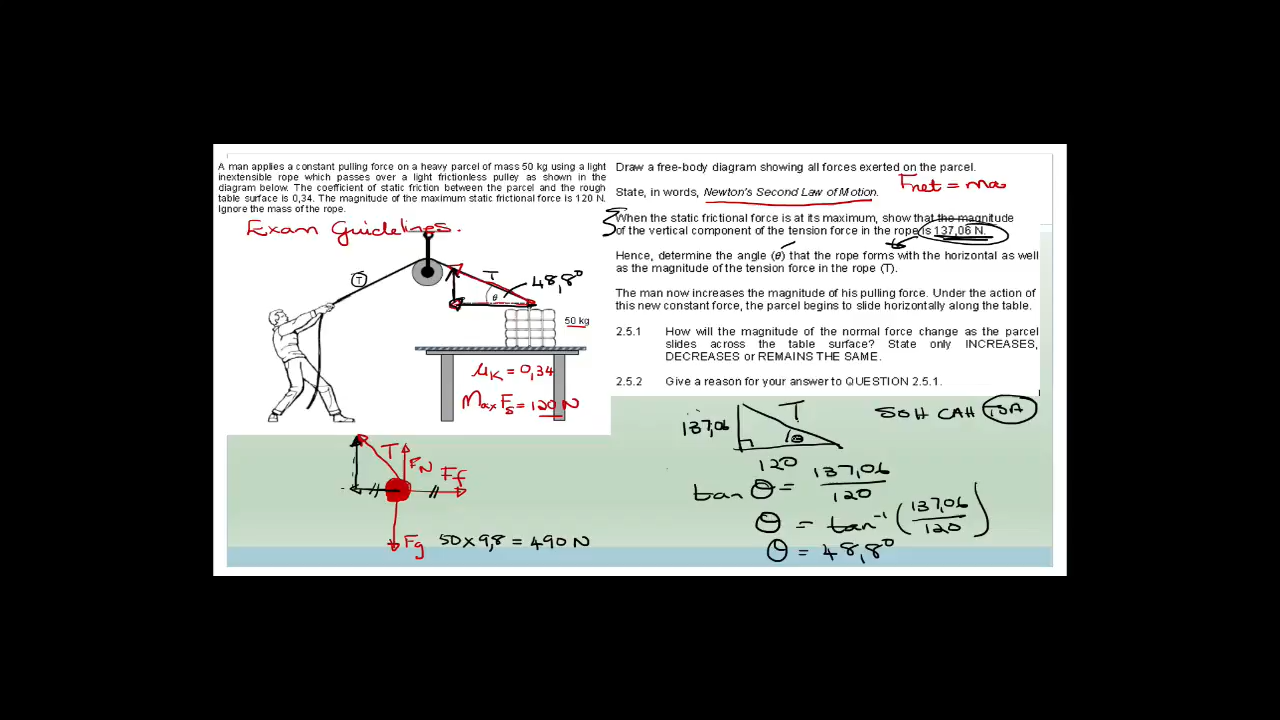 A man applies a constant pulling force on a heavy parcel of mass 50 kg using a light
inextensible rope which passes over a light frictionless pulley as shown in the
diagram below. The coefficient of static friction between the parcel and the rough
table surface is 0,34. The magnitude of the maximum static frictional force is 120 N.
Ignore the mass of the rope.
Exam Guidelines.
T
T
48,8°
θ
50 kg
μK = 0,34
Max Fs = 120 N
T
FN
Ff
Fg
50 x 9,8 = 490 N
Draw a free-body diagram showing all forces exerted on the parcel.
Fnet = ma
State, in words, Newton's Second Law of Motion.
When the static frictional force is at its maximum, show that the magnitude
of the vertical component of the tension force in the rope is 137,06 N.
Hence, determine the angle (θ) that the rope forms with the horizontal as well
as the magnitude of the tension force in the rope (T).
The man now increases the magnitude of his pulling force. Under the action of
this new constant force, the parcel begins to slide horizontally along the table.
2.5.1 How will the magnitude of the normal force change as the parcel
slides across the table surface? State only INCREASES,
DECREASES or REMAINS THE SAME.
2.5.2 Give a reason for your answer to QUESTION 2.5.1.
137,06
T
θ
120
SOH CAH TOA
tan θ = 137,06
120
θ = tan⁻¹ (137,06
120)
θ = 48,8°